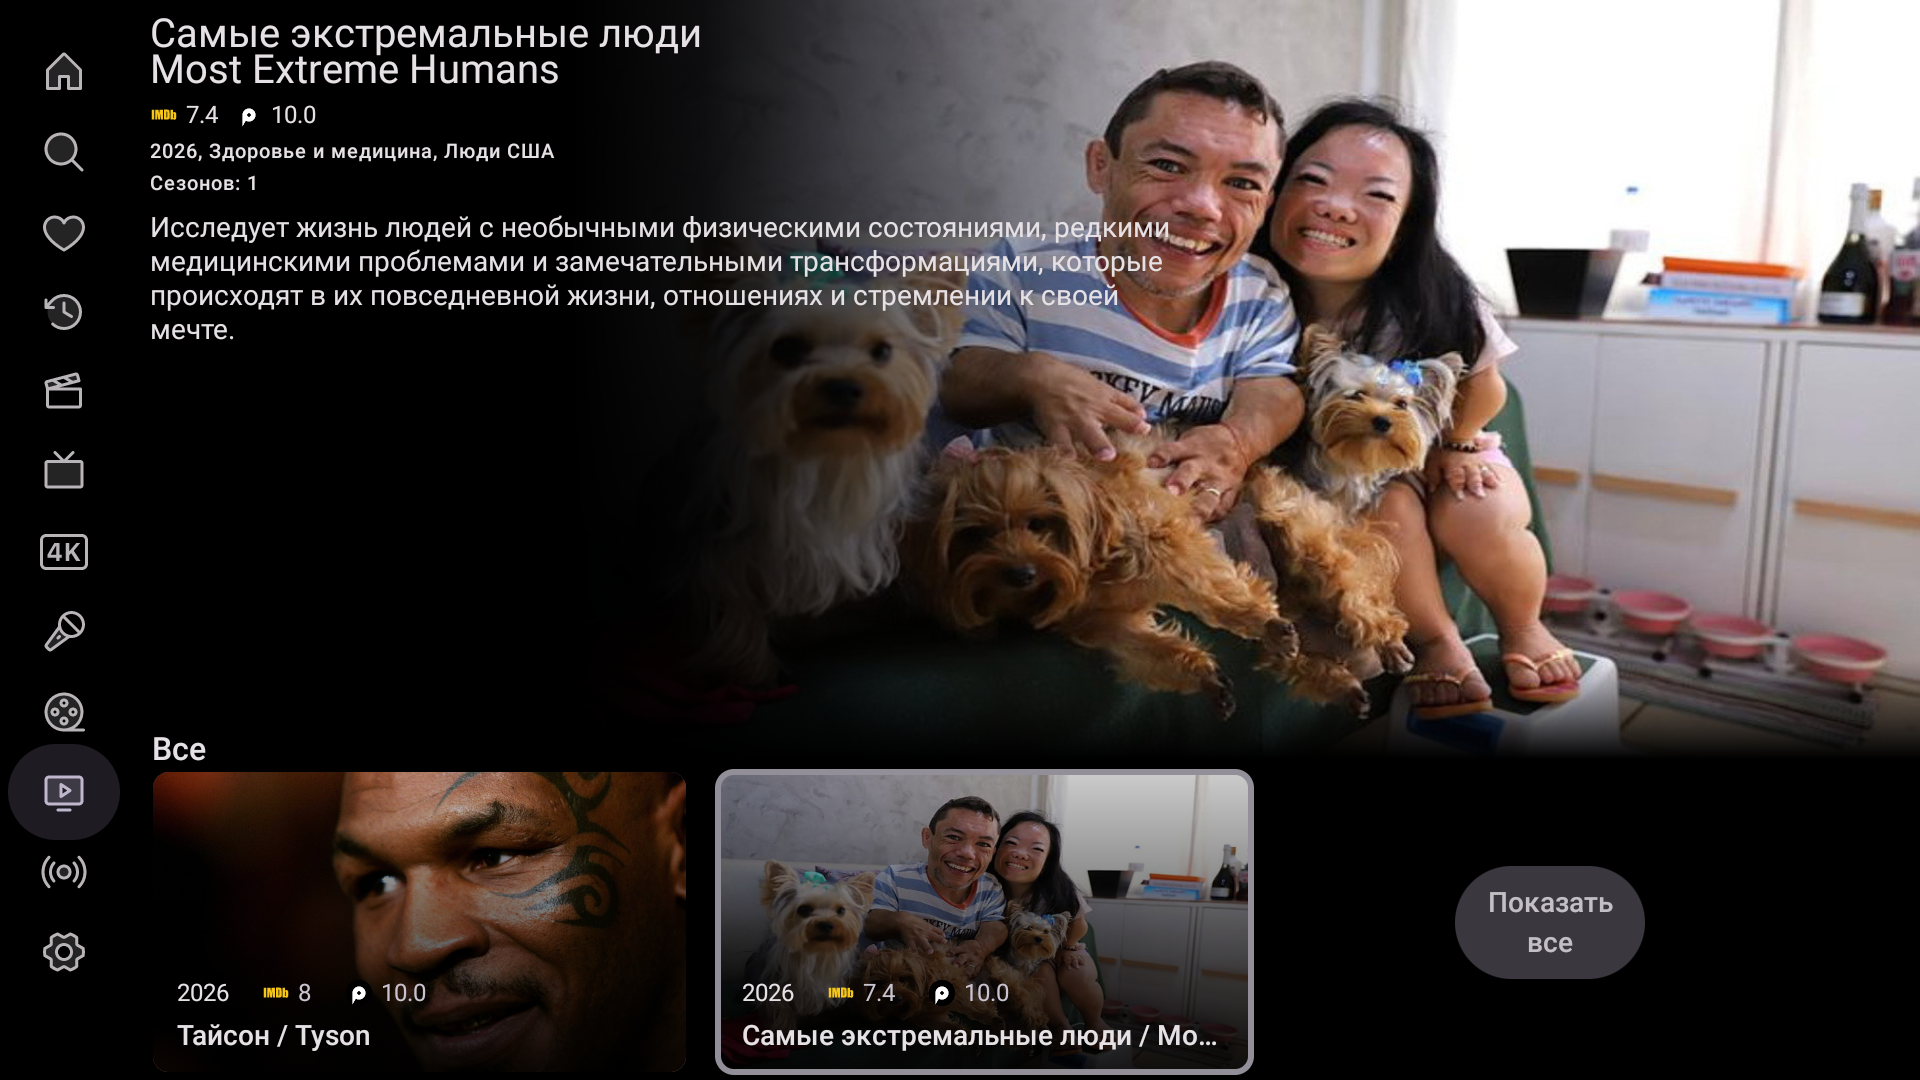 Самые экстремальные люди
Most Extreme Humans
IMDb 7.4 10.0
2026, Здоровье и медицина, Люди США
Сезонов: 1
Исследует жизнь людей с необычными физическими состояниями, редкими
медицинскими проблемами и замечательными трансформациями, которые
происходят в их повседневной жизни, отношениях и стремлении к своей
мечте.
4K
Все
2026 IMDb 8 10.0
Тайсон / Tyson
2026 IMDb 7.4 10.0
Самые экстремальные люди / Mo...
Показать
все